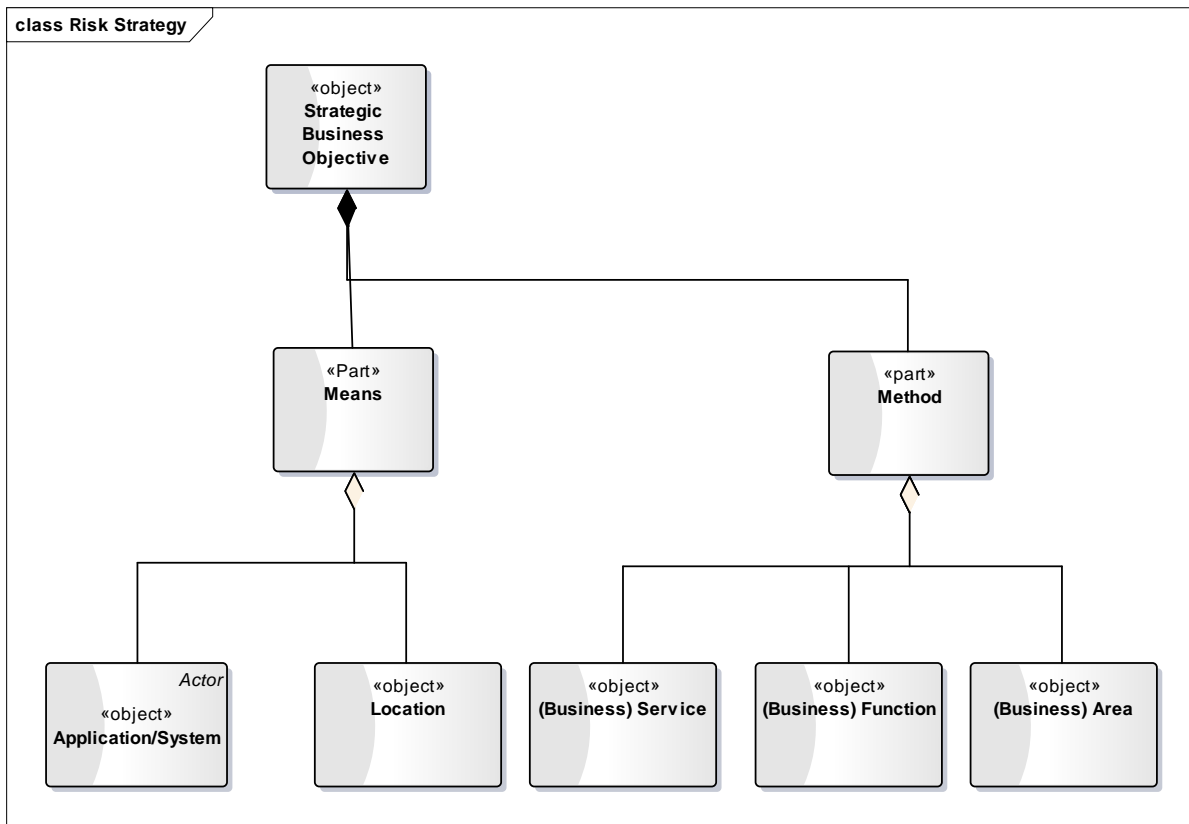 class Risk Strategy
«object»
Strategic
Business
Objective
«Part»
Means
«part»
Method
Actor
«object»
Application/System
«object»
Location
«object»
(Business) Service
«object»
(Business) Function
«object»
(Business) Area